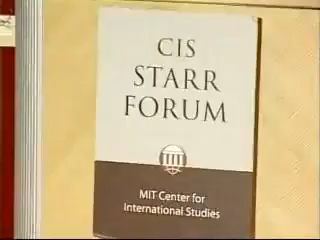 CIS
STARR
FORUM
MIT Center for
International Studies